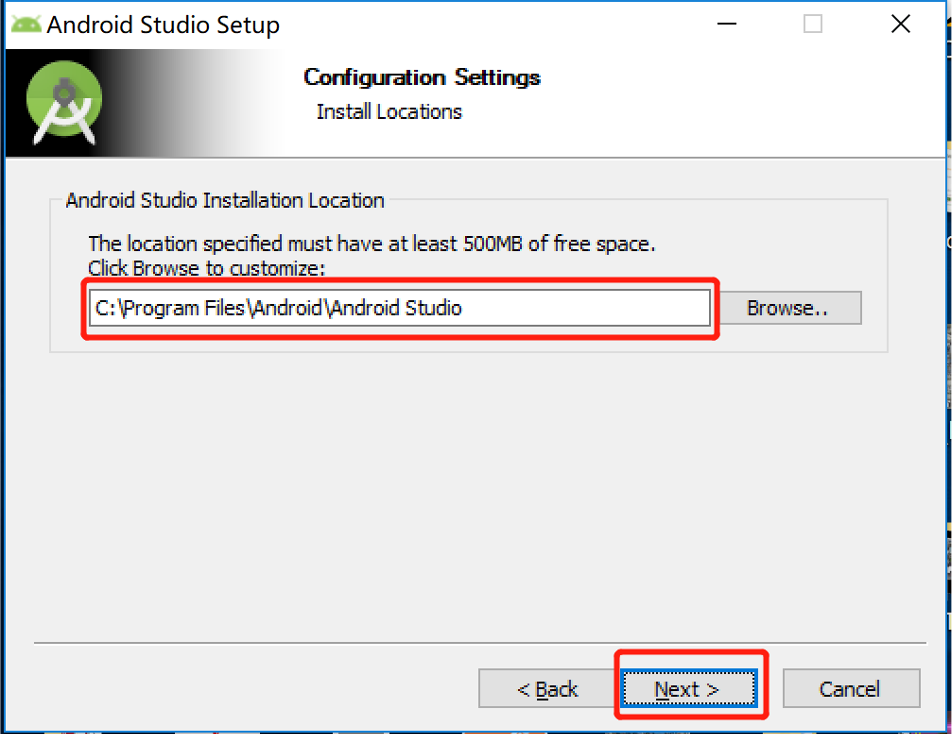 Android Studio Setup
Configuration Settings
Install Locations
Android Studio Installation Location
The location specified must have at least 500MB of free space.
Click Browse to customize:
C:\Program Files\Android\Android Studio
Browse..
< Back
Next >
Cancel